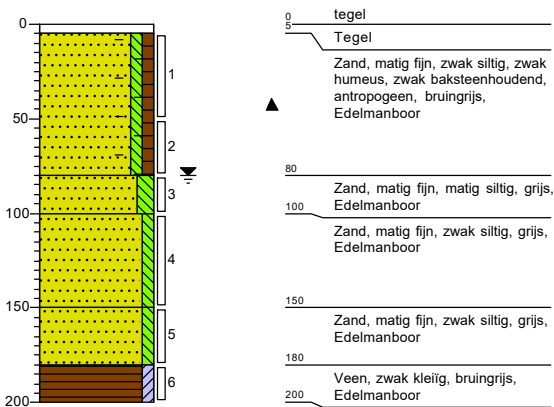 0
50
100
150
200
1
2
3
4
5
6
0
tegel
5
Tegel
Zand, matig fijn, zwak siltig, zwak
humeus, zwak baksteenhoudend,
antropogeen, bruingrijs,
Edelmanboor
80
Zand, matig fijn, matig siltig, grijs,
Edelmanboor
100
Zand, matig fijn, zwak siltig, grijs,
Edelmanboor
150
Zand, matig fijn, zwak siltig, grijs,
Edelmanboor
180
Veen, zwak kleiïg, bruingrijs,
Edelmanboor
200